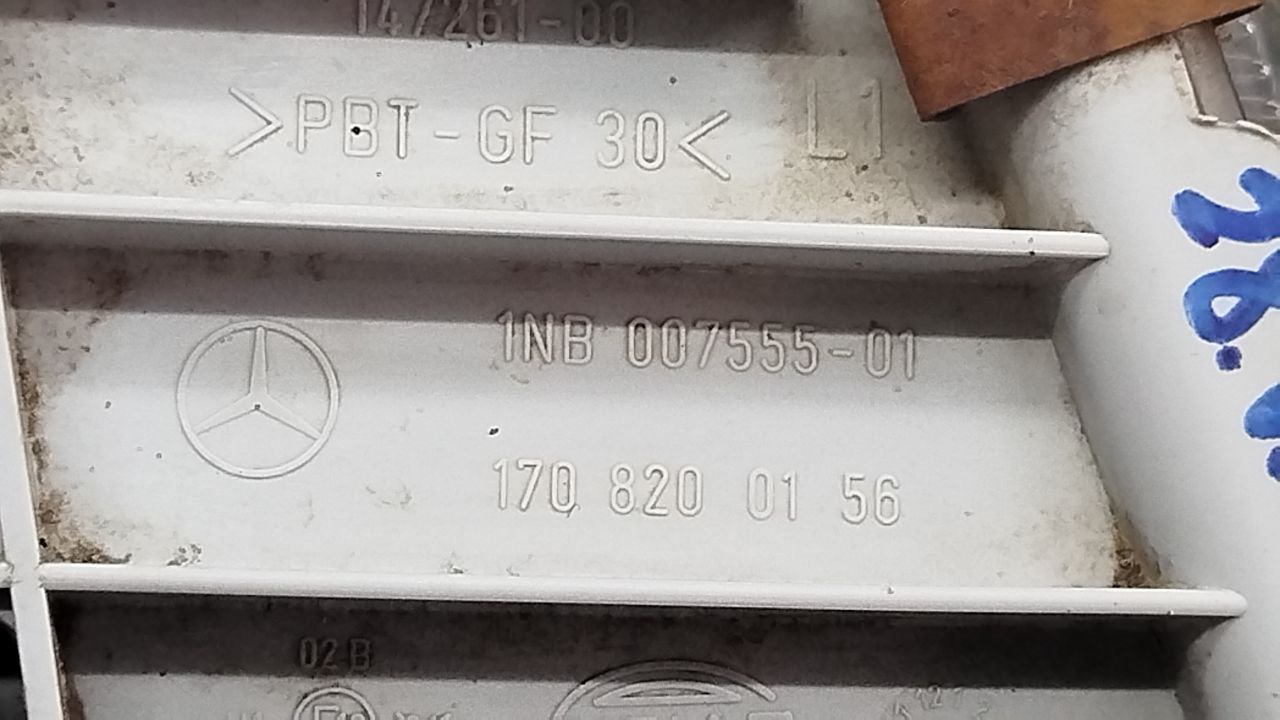 147261-00
>PBT-GF 30< L1
1NB 007555-01
170 820 01 56
02 B